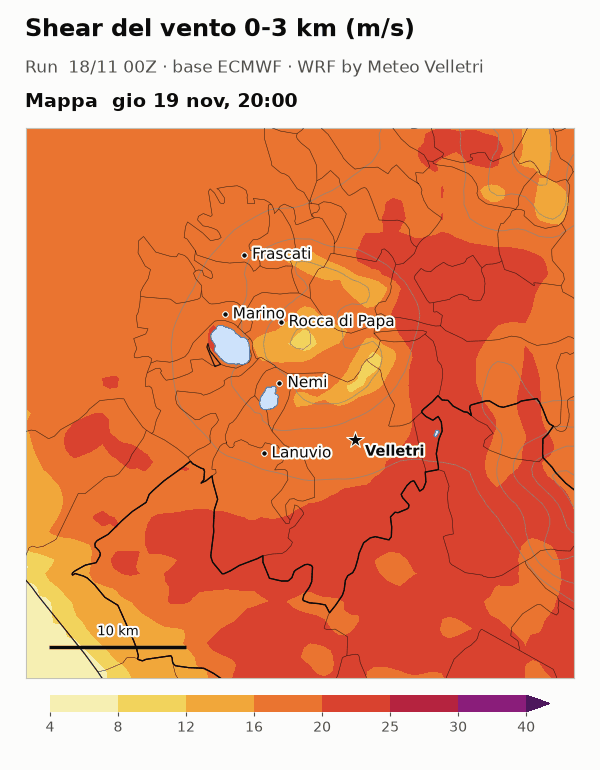 Shear del vento 0-3 km (m/s)
Run 18/11 00Z · base ECMWF · WRF by Meteo Velletri
Mappa gio 19 nov, 20:00
Frascati
Marino
Rocca di Papa
Nemi
Velletri
Lanuvio
10 km
4 8 12 16 20 25 30 40